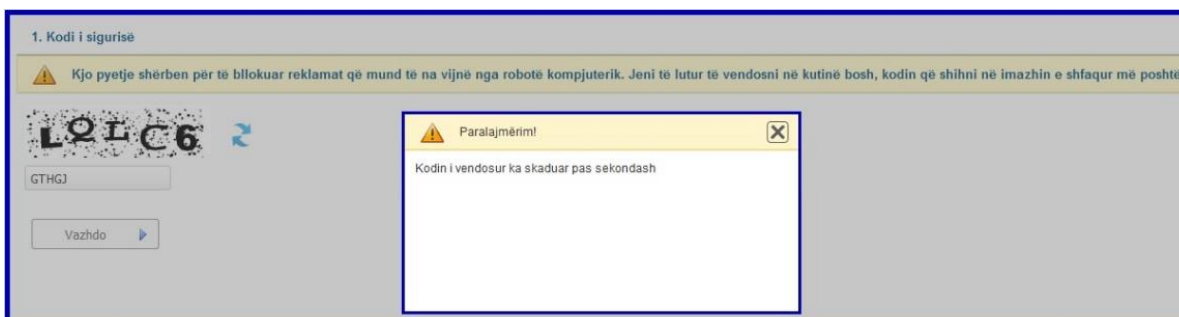 1. Kodi i sigurisë
Kjo pyetje shërben për të bllokuar reklamat që mund të na vijnë nga robotë kompjuterik. Jeni të lutur të vendosni në kutinë bosh, kodin që shihni në imazhin e shfaqur më poshtë
LQLC6
Paralajmërim!
Kodin i vendosur ka skaduar pas sekondash
GTHGJ
Vazhdo